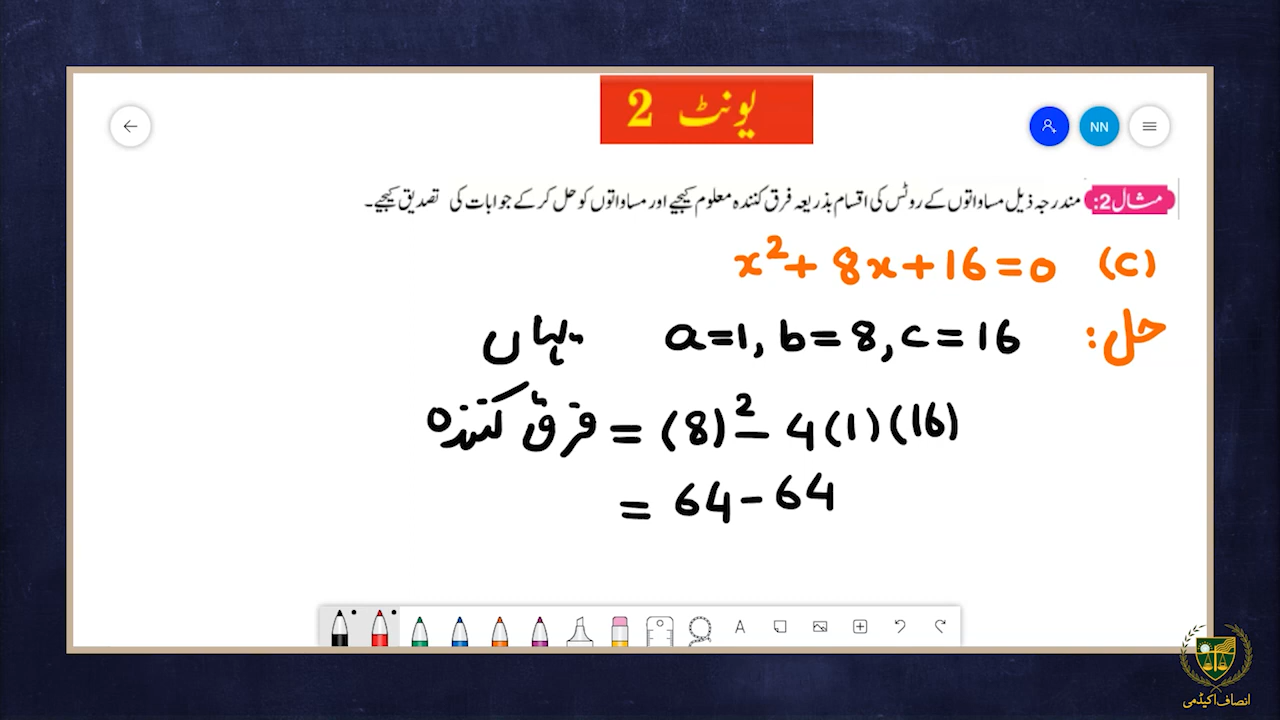 یونٹ 2
NN
مثال 2: مندرجہ ذیل مساواتوں کے روٹس کی اقسام بذریعہ فرق کنندہ معلوم کیجیے اور مساواتوں کو حل کر کے جوابات کی تصدیق کیجیے۔
(c) x²+ 8x+16=0
حل:
یہاں a=1, b=8, c=16
فرق کنندہ = (8)² − 4(1)(16)
= 64−64
A
انصاف اکیڈمی